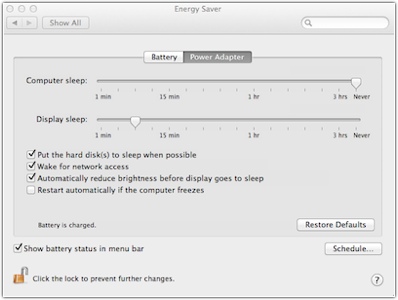 Energy Saver
Show All
Battery Power Adapter
Computer sleep:
1 min 15 min 1 hr 3 hrs Never
Display sleep:
1 min 15 min 1 hr 3 hrs Never
Put the hard disk(s) to sleep when possible
Wake for network access
Automatically reduce brightness before display goes to sleep
Restart automatically if the computer freezes
Battery is charged.
Restore Defaults
Show battery status in menu bar
Schedule...
Click the lock to prevent further changes.
?